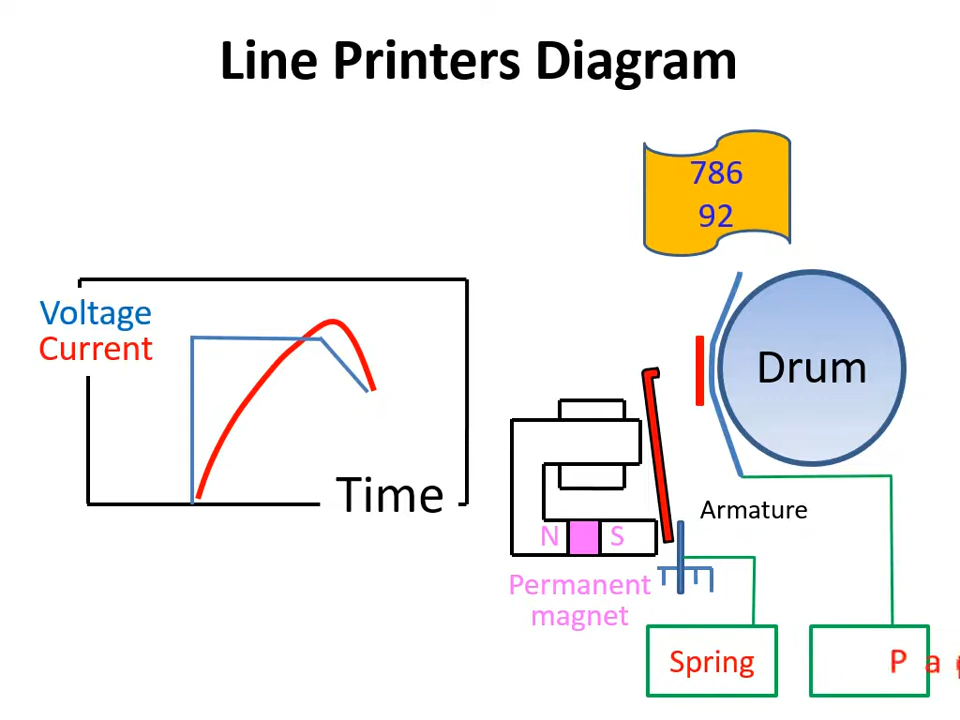 Line Printers Diagram
786
92
Voltage
Current
Drum
Time
Armature
N S
Permanent
magnet
Spring